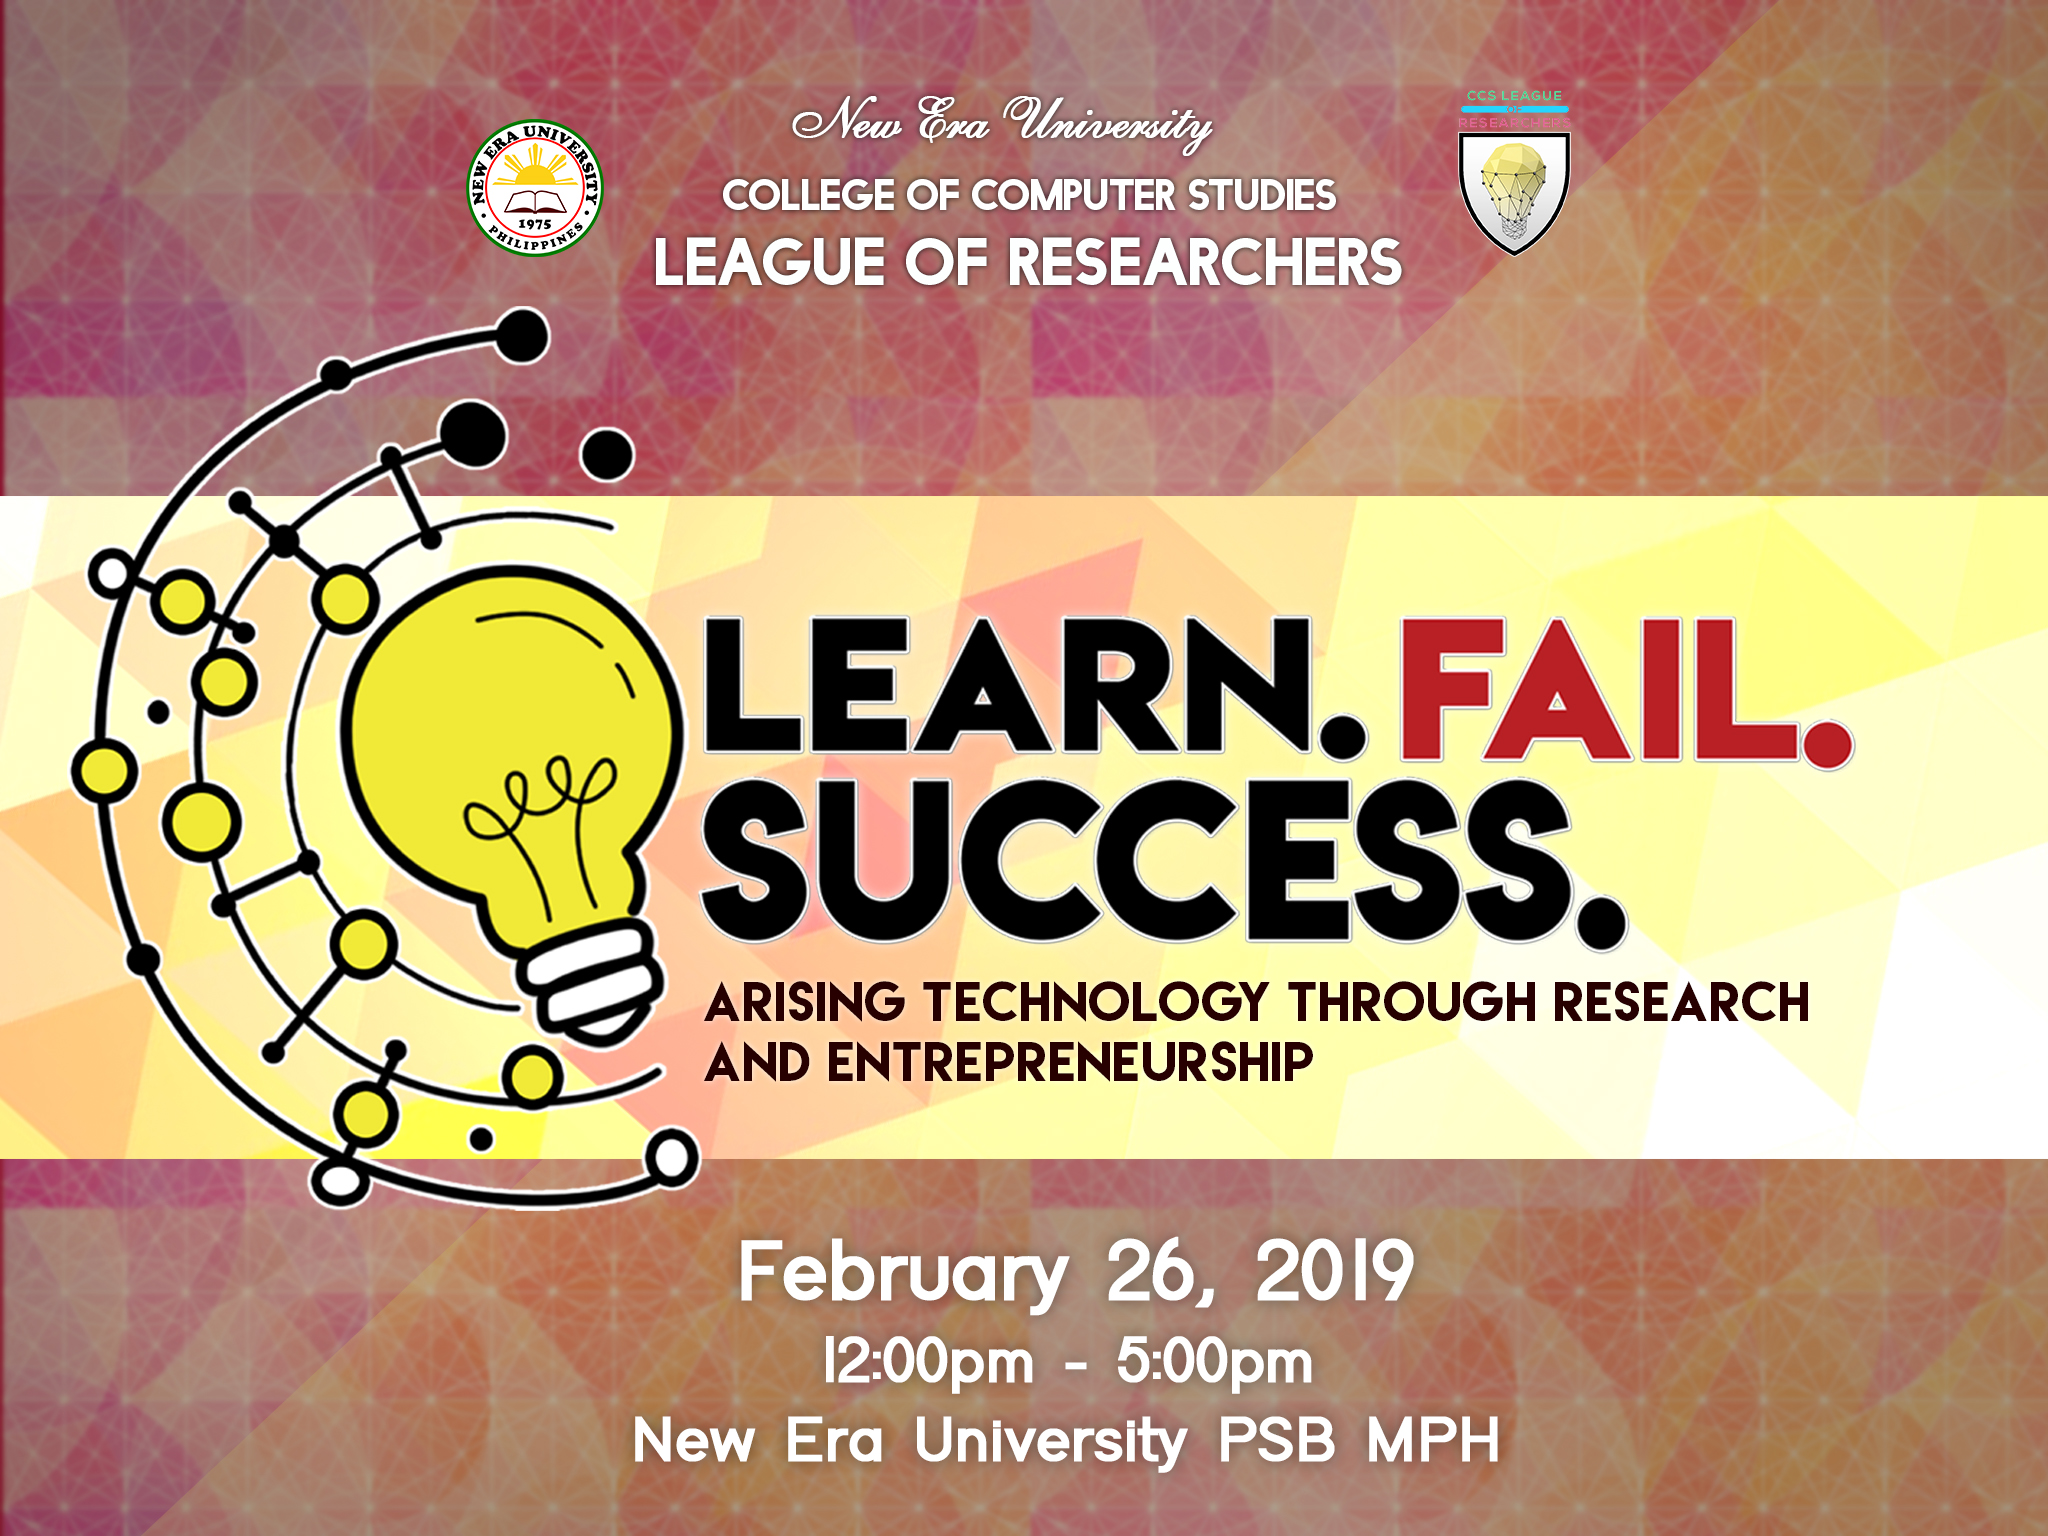 New Era University
COLLEGE OF COMPUTER STUDIES
LEAGUE OF RESEARCHERS
NEW ERA UNIVERSITY
1975
PHILIPPINES
CCS LEAGUE
OF
RESEARCHERS
LEARN. FAIL.
SUCCESS.
ARISING TECHNOLOGY THROUGH RESEARCH
AND ENTREPRENEURSHIP
February 26, 2019
12:00pm - 5:00pm
New Era University PSB MPH